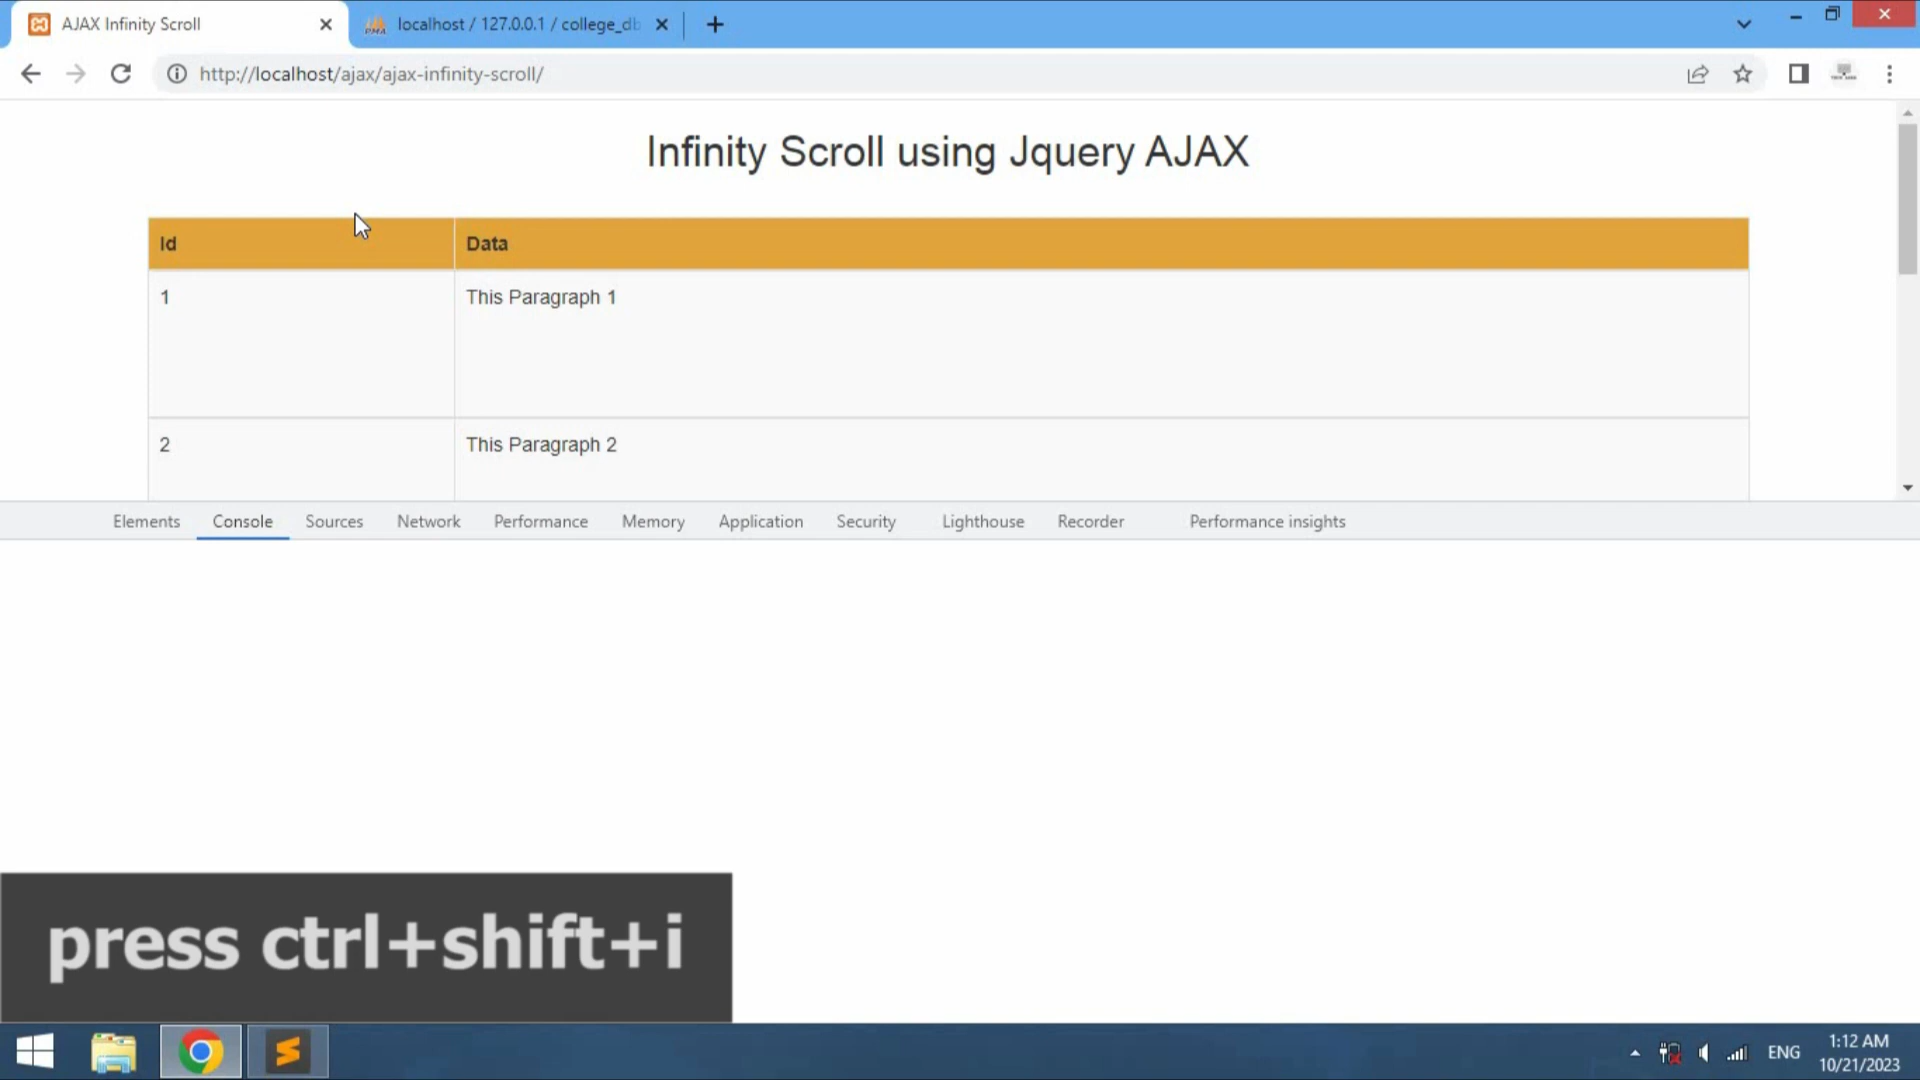 AJAX Infinity Scroll
localhost / 127.0.0.1 / college_db
http://localhost/ajax/ajax-infinity-scroll/
Infinity Scroll using Jquery AJAX
Id Data
1 This Paragraph 1
2 This Paragraph 2
Elements Console Sources Network Performance Memory Application Security Lighthouse Recorder Performance insights
press ctrl+shift+i
ENG
1:12 AM
10/21/2023